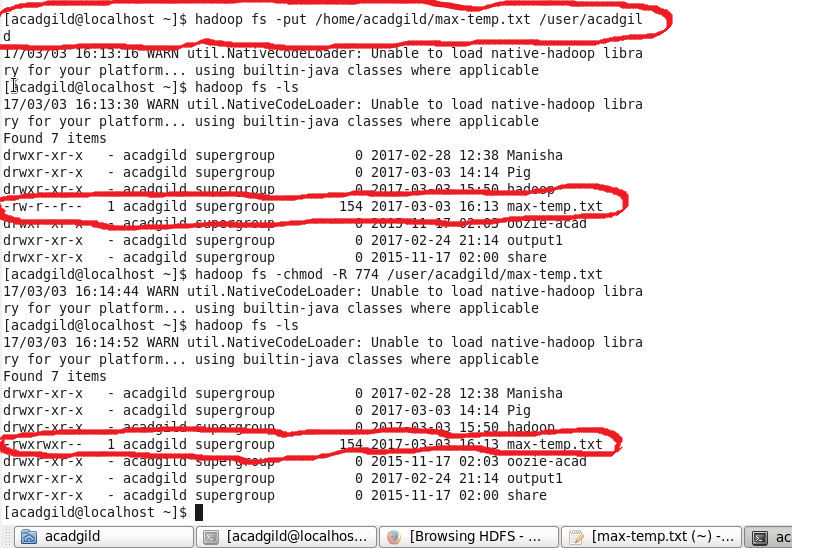 [acadgild@localhost ~]$ hadoop fs -put /home/acadgild/max-temp.txt /user/acadgil
d
17/03/03 16:13:16 WARN util.NativeCodeLoader: Unable to load native-hadoop libra
ry for your platform... using builtin-java classes where applicable
[acadgild@localhost ~]$ hadoop fs -ls
17/03/03 16:13:30 WARN util.NativeCodeLoader: Unable to load native-hadoop libra
ry for your platform... using builtin-java classes where applicable
Found 7 items
drwxr-xr-x   - acadgild supergroup          0 2017-02-28 12:38 Manisha
drwxr-xr-x   - acadgild supergroup          0 2017-03-03 14:14 Pig
drwxr-xr-x   - acadgild supergroup          0 2017-03-03 15:50 hadoop
-rw-r--r--   1 acadgild supergroup        154 2017-03-03 16:13 max-temp.txt
drwxr-xr-x   - acadgild supergroup          0 2015-11-17 02:03 oozie-acad
drwxr-xr-x   - acadgild supergroup          0 2017-02-24 21:14 output1
drwxr-xr-x   - acadgild supergroup          0 2015-11-17 02:00 share
[acadgild@localhost ~]$ hadoop fs -chmod -R 774 /user/acadgild/max-temp.txt
17/03/03 16:14:44 WARN util.NativeCodeLoader: Unable to load native-hadoop libra
ry for your platform... using builtin-java classes where applicable
[acadgild@localhost ~]$ hadoop fs -ls
17/03/03 16:14:52 WARN util.NativeCodeLoader: Unable to load native-hadoop libra
ry for your platform... using builtin-java classes where applicable
Found 7 items
drwxr-xr-x   - acadgild supergroup          0 2017-02-28 12:38 Manisha
drwxr-xr-x   - acadgild supergroup          0 2017-03-03 14:14 Pig
drwxr-xr-x   - acadgild supergroup          0 2017-03-03 15:50 hadoop
-rwxrwxr--   1 acadgild supergroup        154 2017-03-03 16:13 max-temp.txt
drwxr-xr-x   - acadgild supergroup          0 2015-11-17 02:03 oozie-acad
drwxr-xr-x   - acadgild supergroup          0 2017-02-24 21:14 output1
drwxr-xr-x   - acadgild supergroup          0 2015-11-17 02:00 share
[acadgild@localhost ~]$
acadgild [acadgild@localhos... [Browsing HDFS - ... [max-temp.txt (~) -... ac